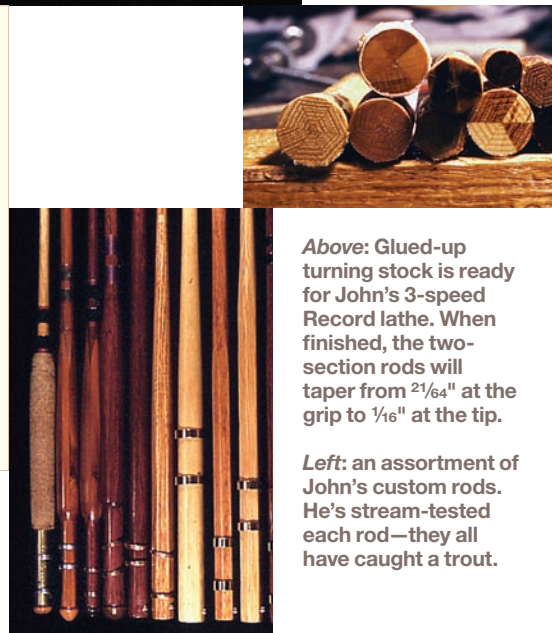 Above: Glued-up
turning stock is ready
for John's 3-speed
Record lathe. When
finished, the two-
section rods will
taper from 21/64" at the
grip to 1/16" at the tip.
Left: an assortment of
John's custom rods.
He's stream-tested
each rod—they all
have caught a trout.